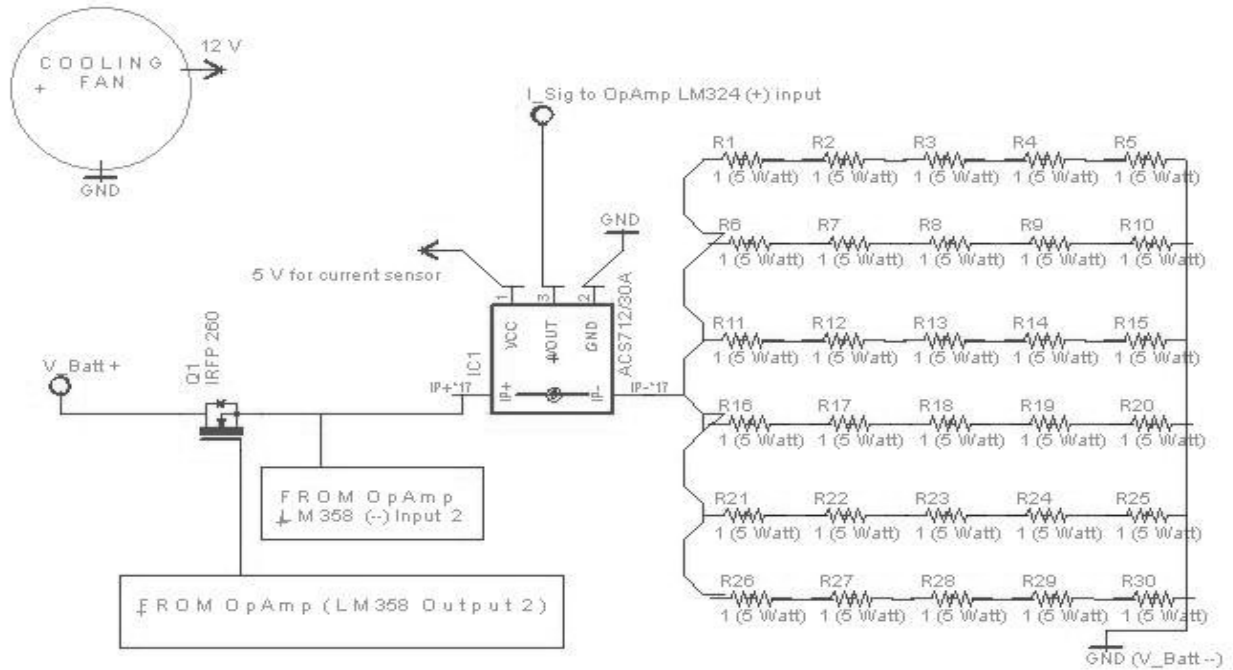 COOLING
FAN
+
12 V
GND
I_Sig to OpAmp LM324 (+) input
GND
5 V for current sensor
1
3
2
VCC
VOUT
GND
IP+
IP-
IC1
ACS712/30A
IP+*17
IP-*17
V_Batt +
Q1
IRFP 260
FROM OpAmp
LM358 (--) Input 2
FROM OpAmp (LM358 Output 2)
R1 R2 R3 R4 R5
1 (5 Watt) 1 (5 Watt) 1 (5 Watt) 1 (5 Watt) 1 (5 Watt)
R6 R7 R8 R9 R10
1 (5 Watt) 1 (5 Watt) 1 (5 Watt) 1 (5 Watt) 1 (5 Watt)
R11 R12 R13 R14 R15
1 (5 Watt) 1 (5 Watt) 1 (5 Watt) 1 (5 Watt) 1 (5 Watt)
R16 R17 R18 R19 R20
1 (5 Watt) 1 (5 Watt) 1 (5 Watt) 1 (5 Watt) 1 (5 Watt)
R21 R22 R23 R24 R25
1 (5 Watt) 1 (5 Watt) 1 (5 Watt) 1 (5 Watt) 1 (5 Watt)
R26 R27 R28 R29 R30
1 (5 Watt) 1 (5 Watt) 1 (5 Watt) 1 (5 Watt) 1 (5 Watt)
GND (V_Batt --)